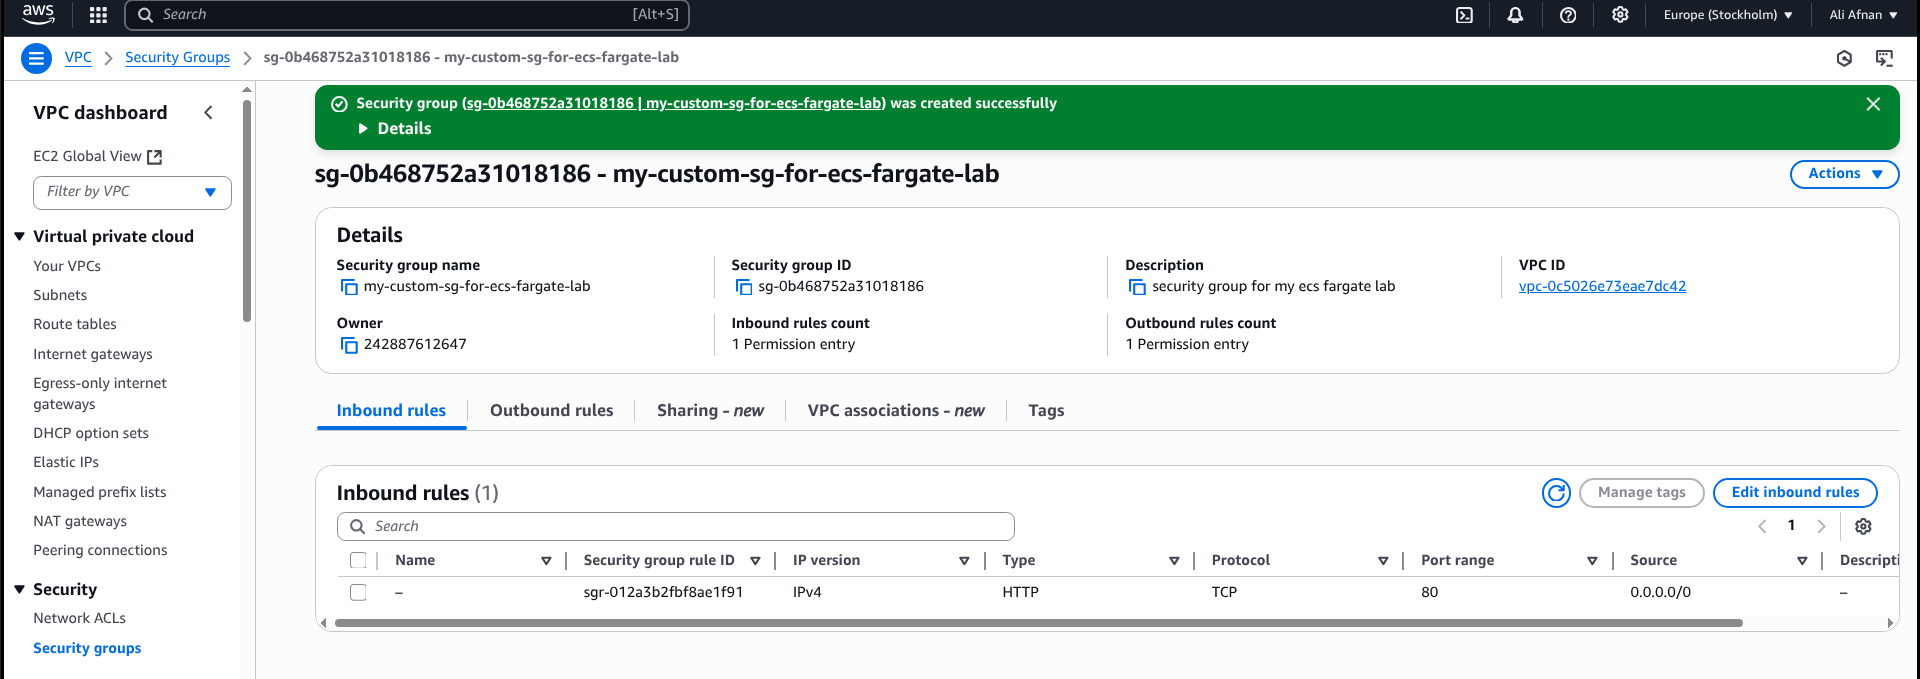 aws
Search [Alt+S]
Europe (Stockholm)
Ali Afnan
VPC
Security Groups
sg-0b468752a31018186 - my-custom-sg-for-ecs-fargate-lab
VPC dashboard
EC2 Global View
Filter by VPC
Virtual private cloud
Your VPCs
Subnets
Route tables
Internet gateways
Egress-only internet
gateways
DHCP option sets
Elastic IPs
Managed prefix lists
NAT gateways
Peering connections
Security
Network ACLs
Security groups
Security group (sg-0b468752a31018186 | my-custom-sg-for-ecs-fargate-lab) was created successfully
Details
sg-0b468752a31018186 - my-custom-sg-for-ecs-fargate-lab
Actions
Details
Security group name
my-custom-sg-for-ecs-fargate-lab
Security group ID
sg-0b468752a31018186
Description
security group for my ecs fargate lab
VPC ID
vpc-0c5026e73eae7dc42
Owner
242887612647
Inbound rules count
1 Permission entry
Outbound rules count
1 Permission entry
Inbound rules
Outbound rules
Sharing - new
VPC associations - new
Tags
Inbound rules (1)
Manage tags
Edit inbound rules
Search
1
Name Security group rule ID IP version Type Protocol Port range Source Descripti
– sgr-012a3b2fbf8ae1f91 IPv4 HTTP TCP 80 0.0.0.0/0 –